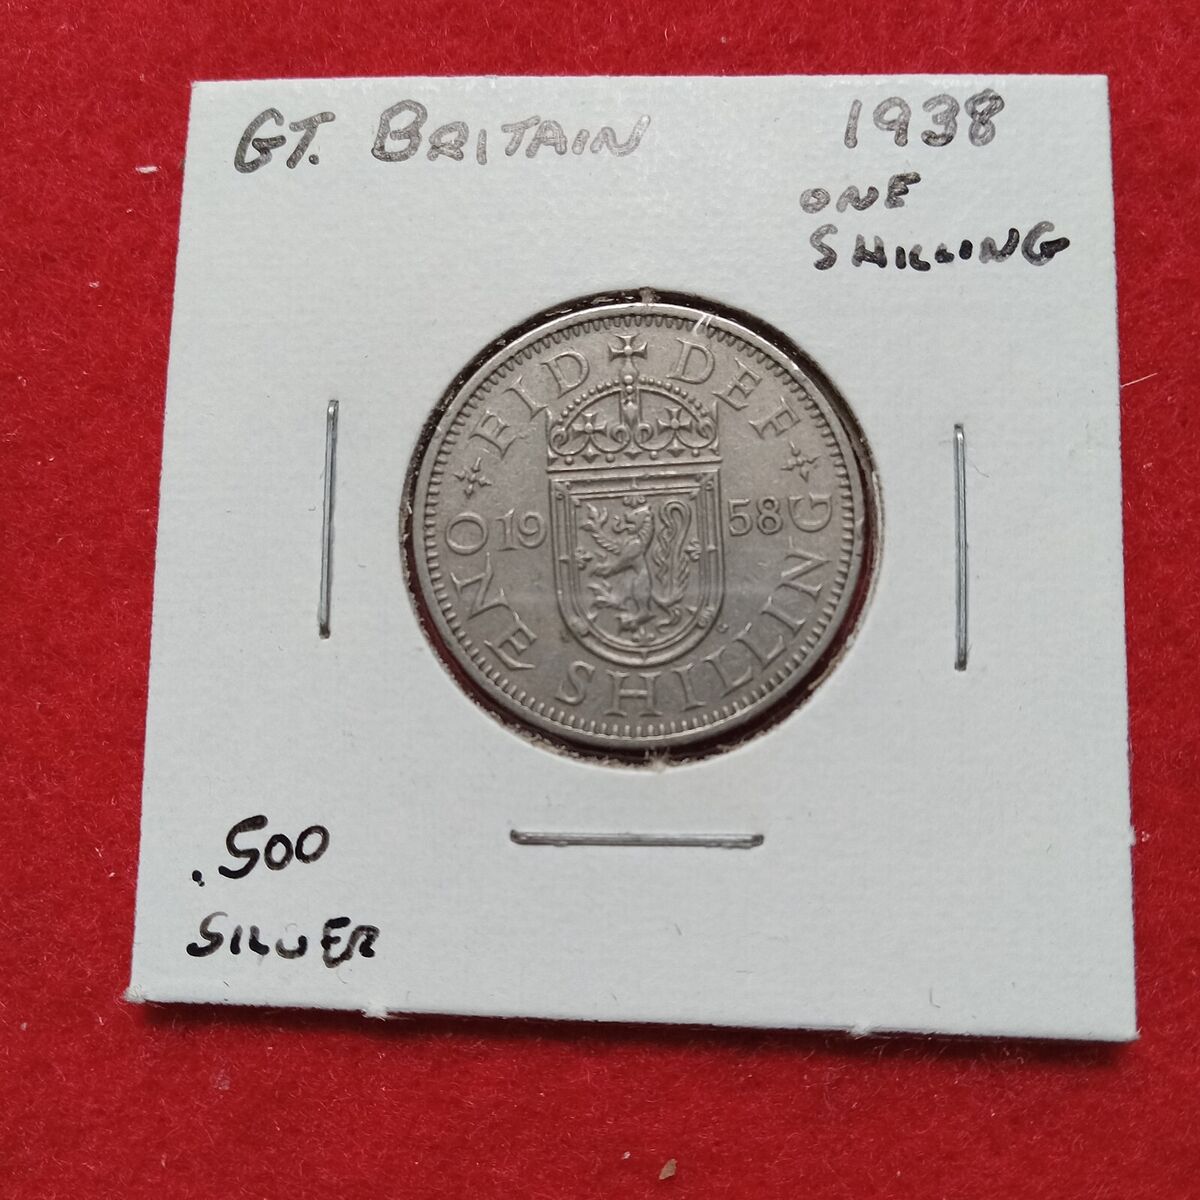 GT. BRITAIN
1938
ONE
SHILLING
FID DEF
19 58
ONE SHILLING
.500
SILVER